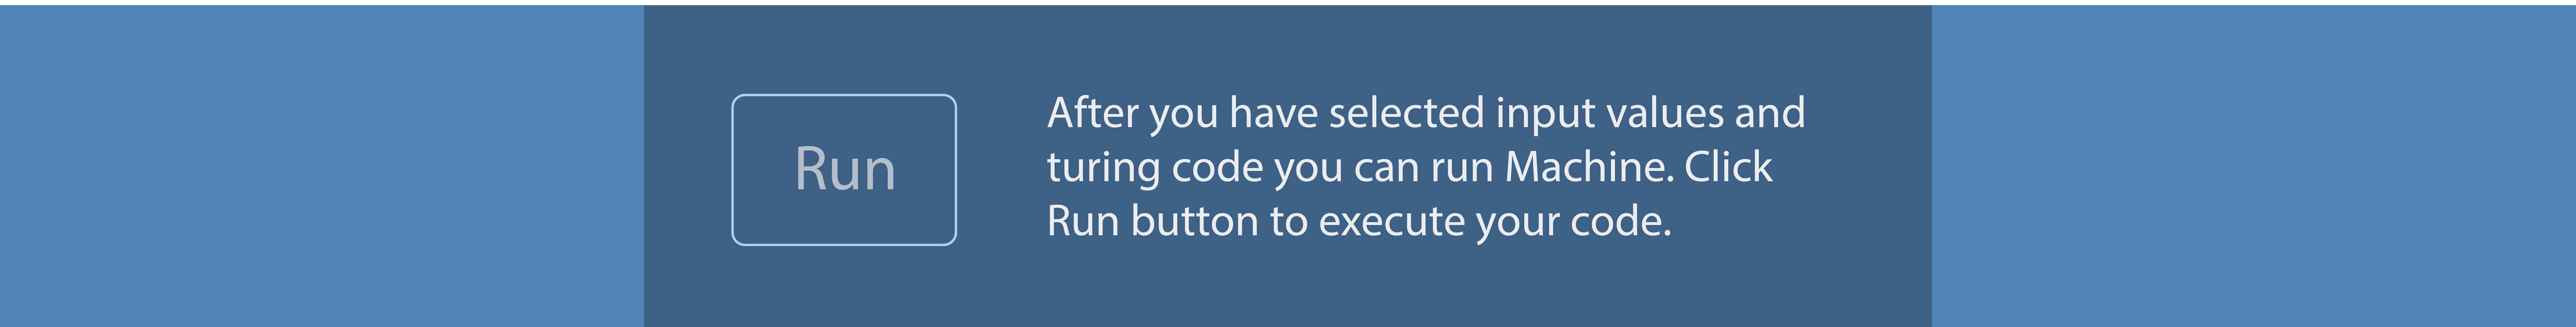 Run
After you have selected input values and
turing code you can run Machine. Click
Run button to execute your code.